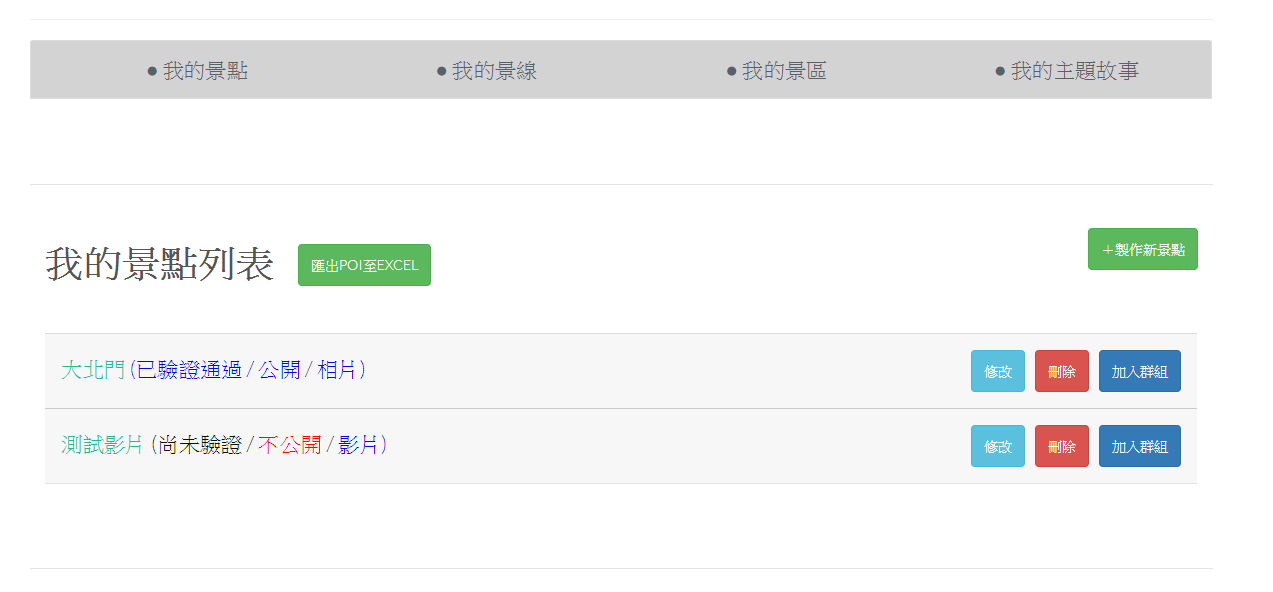 ● 我的景點 ● 我的景線 ● 我的景區 ● 我的主題故事
我的景點列表 匯出POI至EXCEL ＋製作新景點
大北門 (已驗證通過 / 公開 / 相片) 修改 刪除 加入群組
測試影片 (尚未驗證 / 不公開 / 影片) 修改 刪除 加入群組